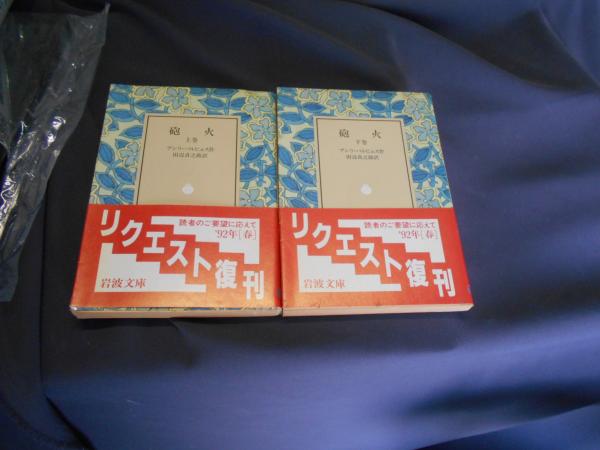 砲火
上巻
アンリ・バルビュス作
田辺貞之助訳
読者のご要望に応えて
'92年[春]
リクエスト復刊
岩波文庫
砲火
下巻
アンリ・バルビュス作
田辺貞之助訳
読者のご要望に応えて
'92年[春]
リクエスト復刊
岩波文庫